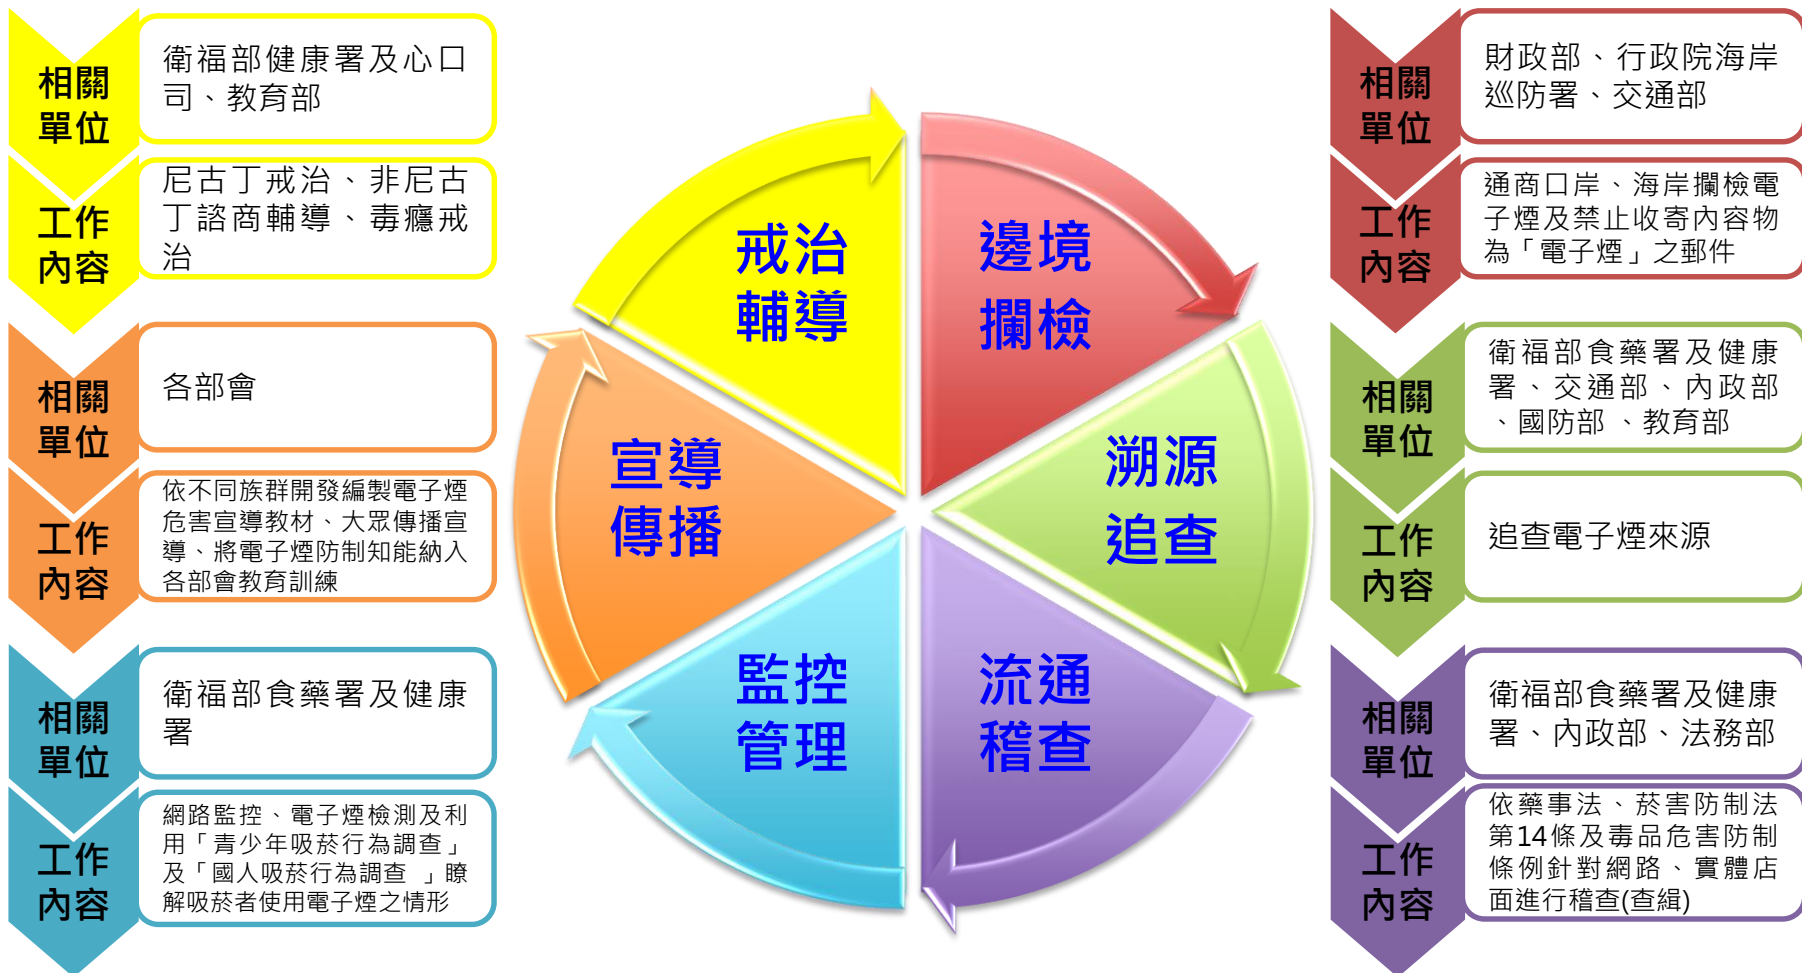 相關
單位
衛福部健康署及心口
司、教育部
工作
內容
尼古丁戒治、非尼古
丁諮商輔導、毒癮戒
治
相關
單位
各部會
工作
內容
依不同族群開發編製電子煙
危害宣導教材、大眾傳播宣
導、將電子煙防制知能納入
各部會教育訓練
相關
單位
衛福部食藥署及健康
署
工作
內容
網路監控、電子煙檢測及利
用「青少年吸菸行為調查」
及「國人吸菸行為調查 」瞭
解吸菸者使用電子煙之情形
戒治
輔導
邊境
攔檢
宣導
傳播
溯源
追查
監控
管理
流通
稽查
相關
單位
財政部、行政院海岸
巡防署、交通部
工作
內容
通商口岸、海岸攔檢電
子煙及禁止收寄內容物
為「電子煙」之郵件
相關
單位
衛福部食藥署及健康
署、交通部、內政部
、國防部 、教育部
工作
內容
追查電子煙來源
相關
單位
衛福部食藥署及健康
署、內政部、法務部
工作
內容
依藥事法、菸害防制法
第14條及毒品危害防制
條例針對網路、實體店
面進行稽查(查緝)